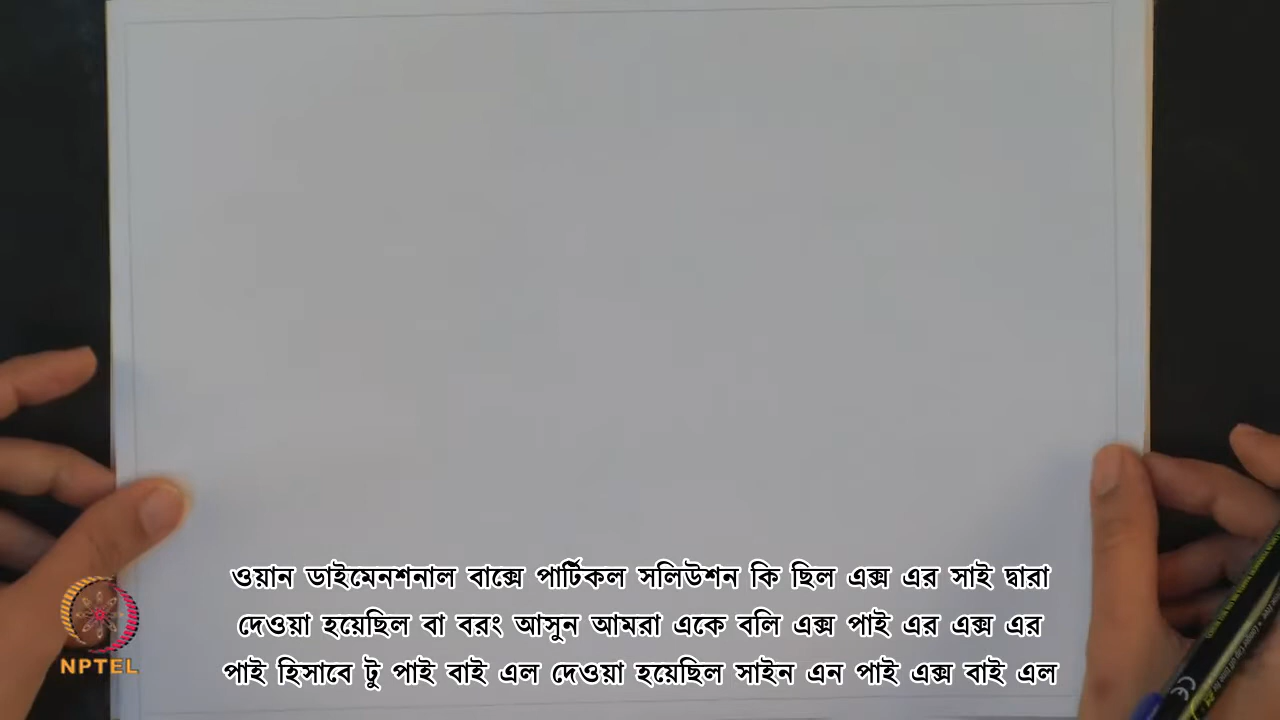 ওয়ান ডাইমেনশনাল বাক্সে পার্টিকল সলিউশন কি ছিল এক্স এর সাই দ্বারা
দেওয়া হয়েছিল বা বরং আসুন আমরা একে বলি এক্স পাই এর এক্স এর
পাই হিসাবে টু পাই বাই এল দেওয়া হয়েছিল সাইন এন পাই এক্স বাই এল
NPTEL
CE